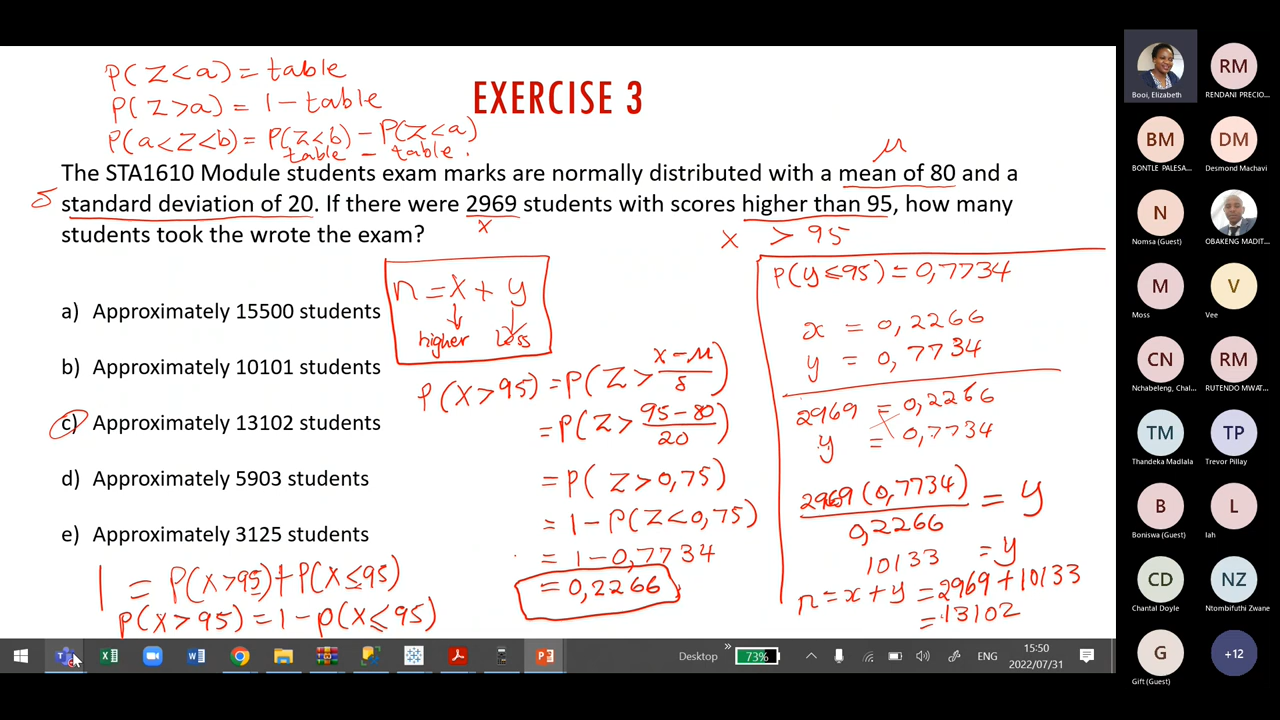 P(Z<a) = table
P(Z>a) = 1 - table
P(a<Z<b) = P(Z<b) - P(Z<a)
table - table.
EXERCISE 3
μ
The STA1610 Module students exam marks are normally distributed with a mean of 80 and a
δ standard deviation of 20. If there were 2969 students with scores higher than 95, how many
students took the wrote the exam?
x
x > 95
n = x + y
higher less
a) Approximately 15500 students
b) Approximately 10101 students
c) Approximately 13102 students
d) Approximately 5903 students
e) Approximately 3125 students
1 = P(X>95) + P(X≤95)
P(X>95) = 1 - P(X≤95)
P(X>95) = P(Z > (x-μ)/δ)
= P(Z > (95-80)/20)
= P(Z > 0,75)
= 1 - P(Z<0,75)
= 1 - 0,7734
= 0,2266
P(y≤95) = 0,7734
x = 0,2266
y = 0,7734
2969 = 0,2266
y = 0,7734
2969(0,7734)/0,2266 = y
10133 = y
n = x + y = 2969 + 10133
= 13102
Booi, Elizabeth
RM
RENDANI PRECIO...
BM
BONTLE PALESA...
DM
Desmond Machavi
N
Nomsa (Guest)
OBAKENG MADIT...
M
Moss
V
Vee
CN
Nchabeleng, Chal...
RM
RUTENDO MWAT...
TM
Thandeka Madlala
TP
Trevor Pillay
B
Boniswa (Guest)
L
lah
CD
Chantal Doyle
NZ
Ntombifuthi Zwane
G
Gift (Guest)
+12
Desktop
»
73%
ENG
15:50
2022/07/31